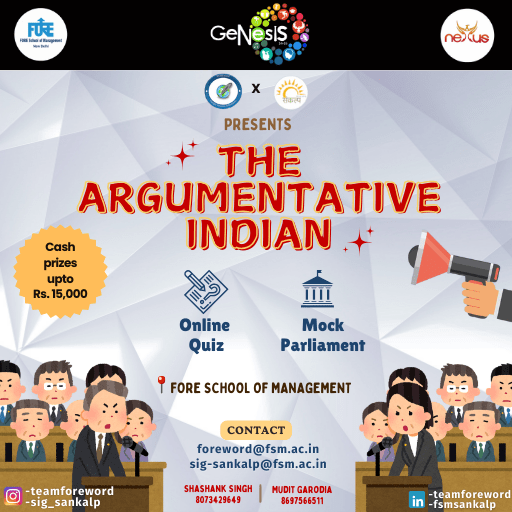 FORE
FORE School of Management
New Delhi
GeNesIS
neXus
संकल्प
X
PRESENTS
THE
ARGUMENTATIVE
INDIAN
Cash
prizes
upto
Rs. 15,000
Online
Quiz
Mock
Parliament
FORE SCHOOL OF MANAGEMENT
CONTACT
foreword@fsm.ac.in
sig-sankalp@fsm.ac.in
SHASHANK SINGH
8073429649
MUDIT GARODIA
8697566511
-teamforeword
-sig_sankalp
-teamforeword
-fsmsankalp